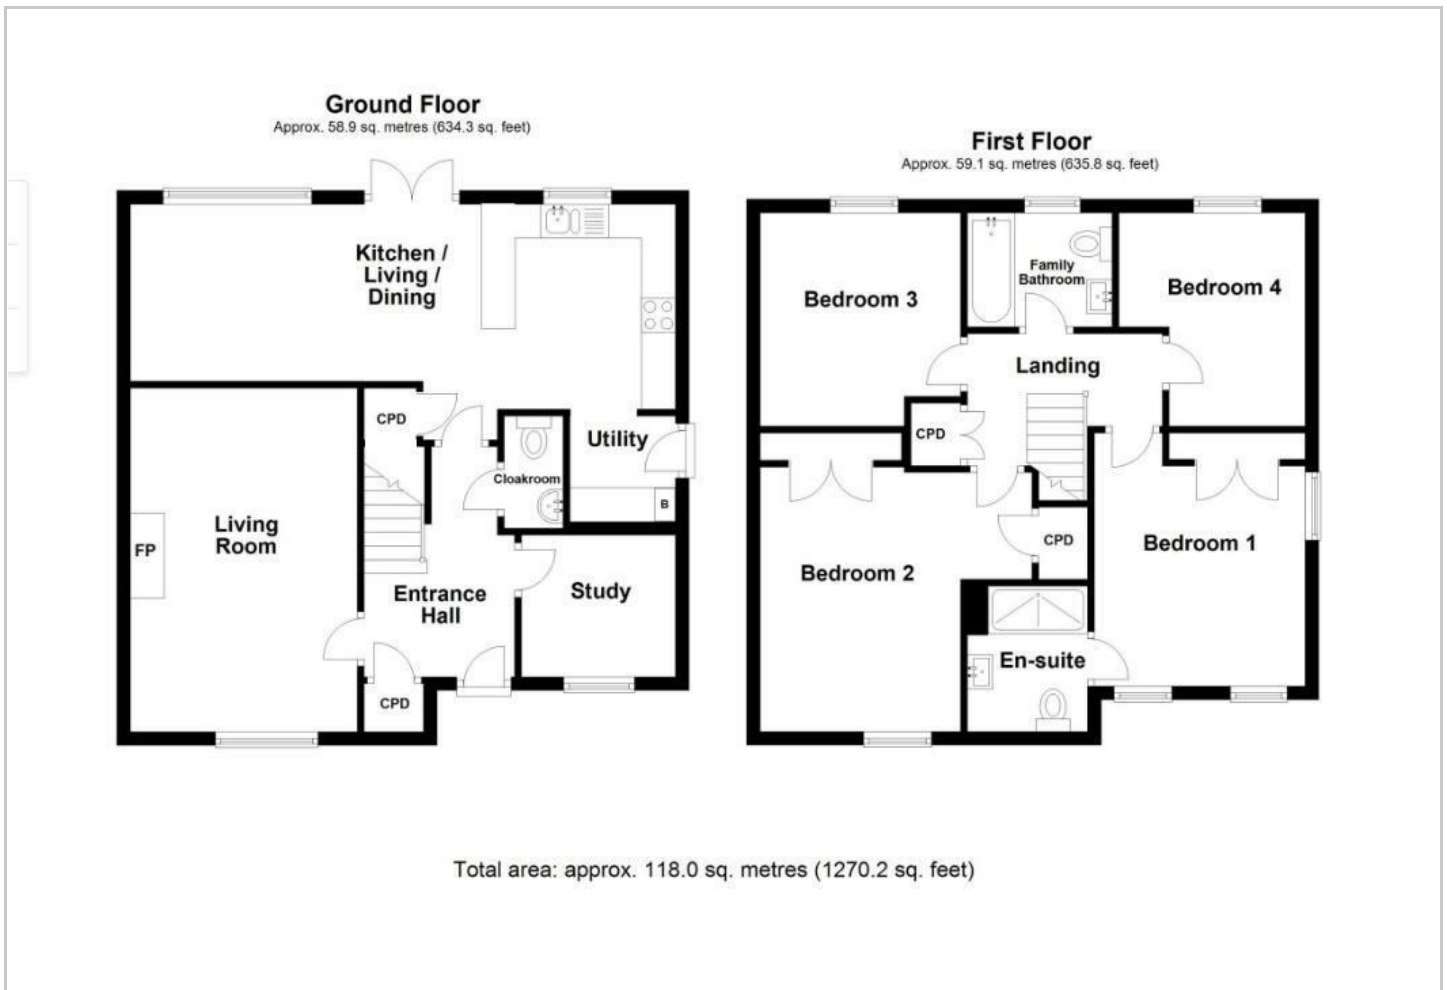 Ground Floor
Approx. 58.9 sq. metres (634.3 sq. feet)
Kitchen /
Living /
Dining
CPD
Utility
Cloakroom
B
Living
Room
FP
Entrance
Hall
Study
CPD
First Floor
Approx. 59.1 sq. metres (635.8 sq. feet)
Bedroom 3
Family
Bathroom
Bedroom 4
Landing
CPD
Bedroom 2
CPD
Bedroom 1
En-suite
Total area: approx. 118.0 sq. metres (1270.2 sq. feet)